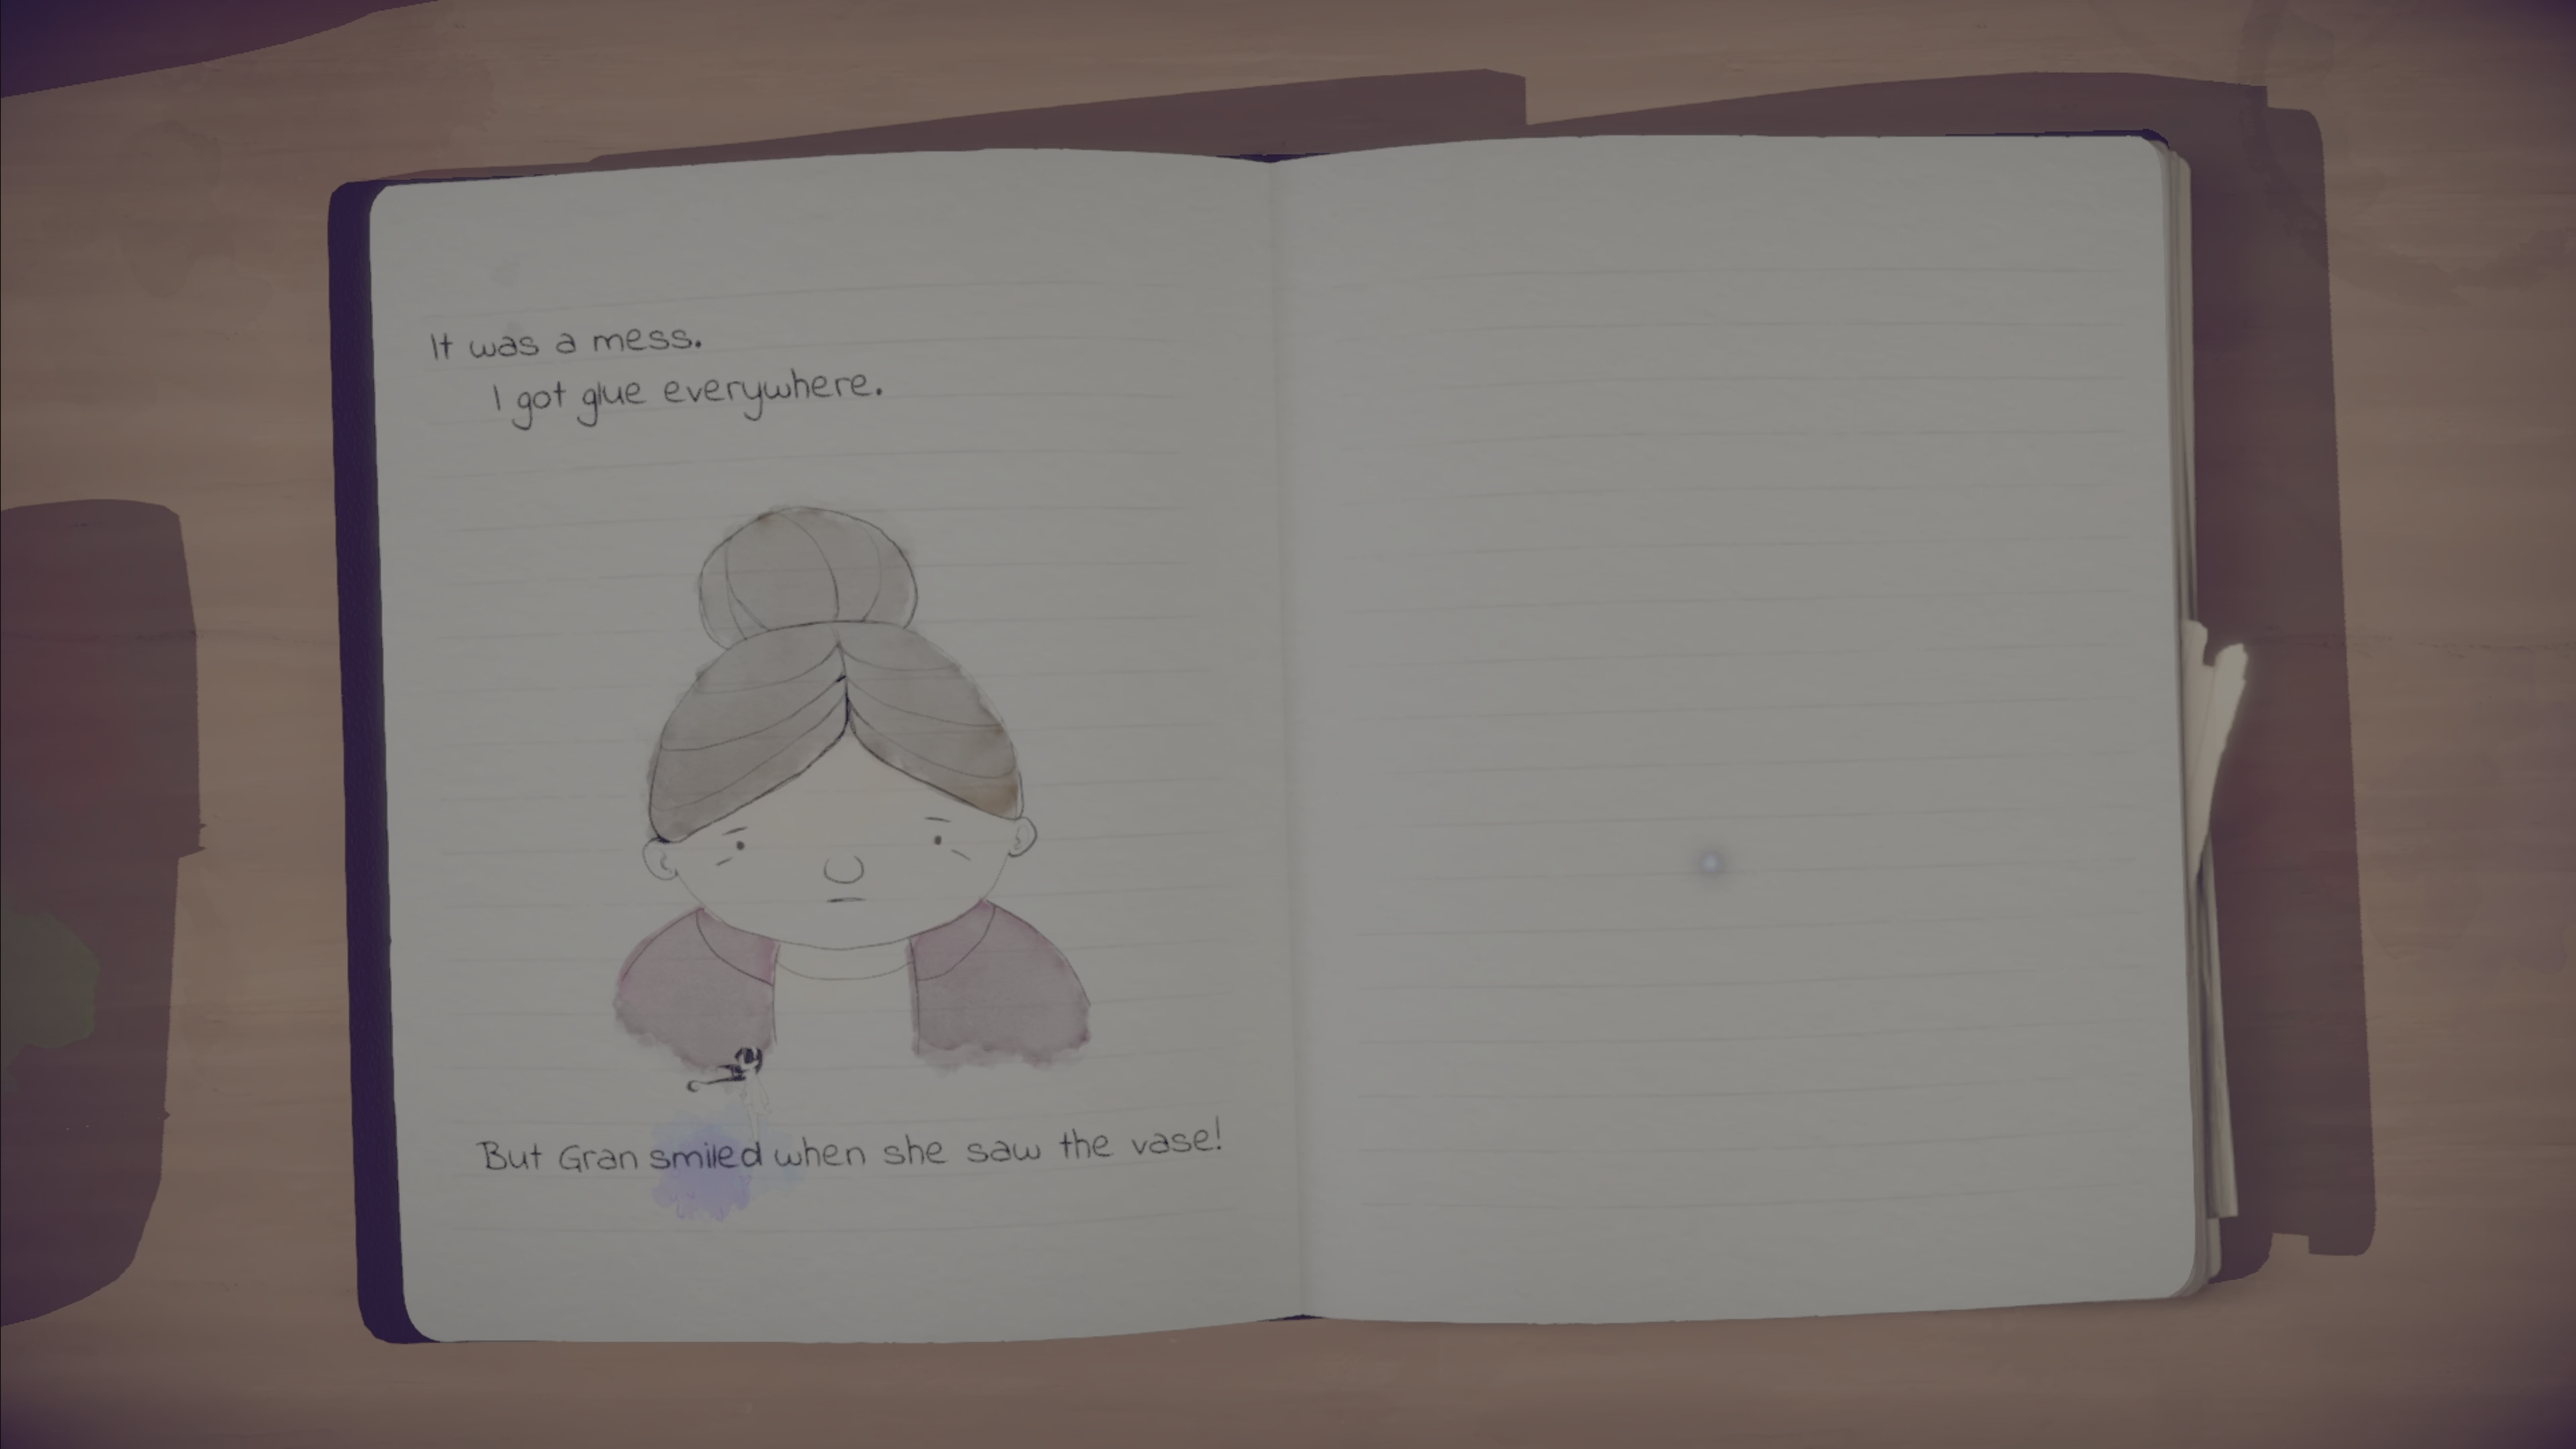 It was a mess.
I got glue everywhere.
But Gran smiled when she saw the vase!